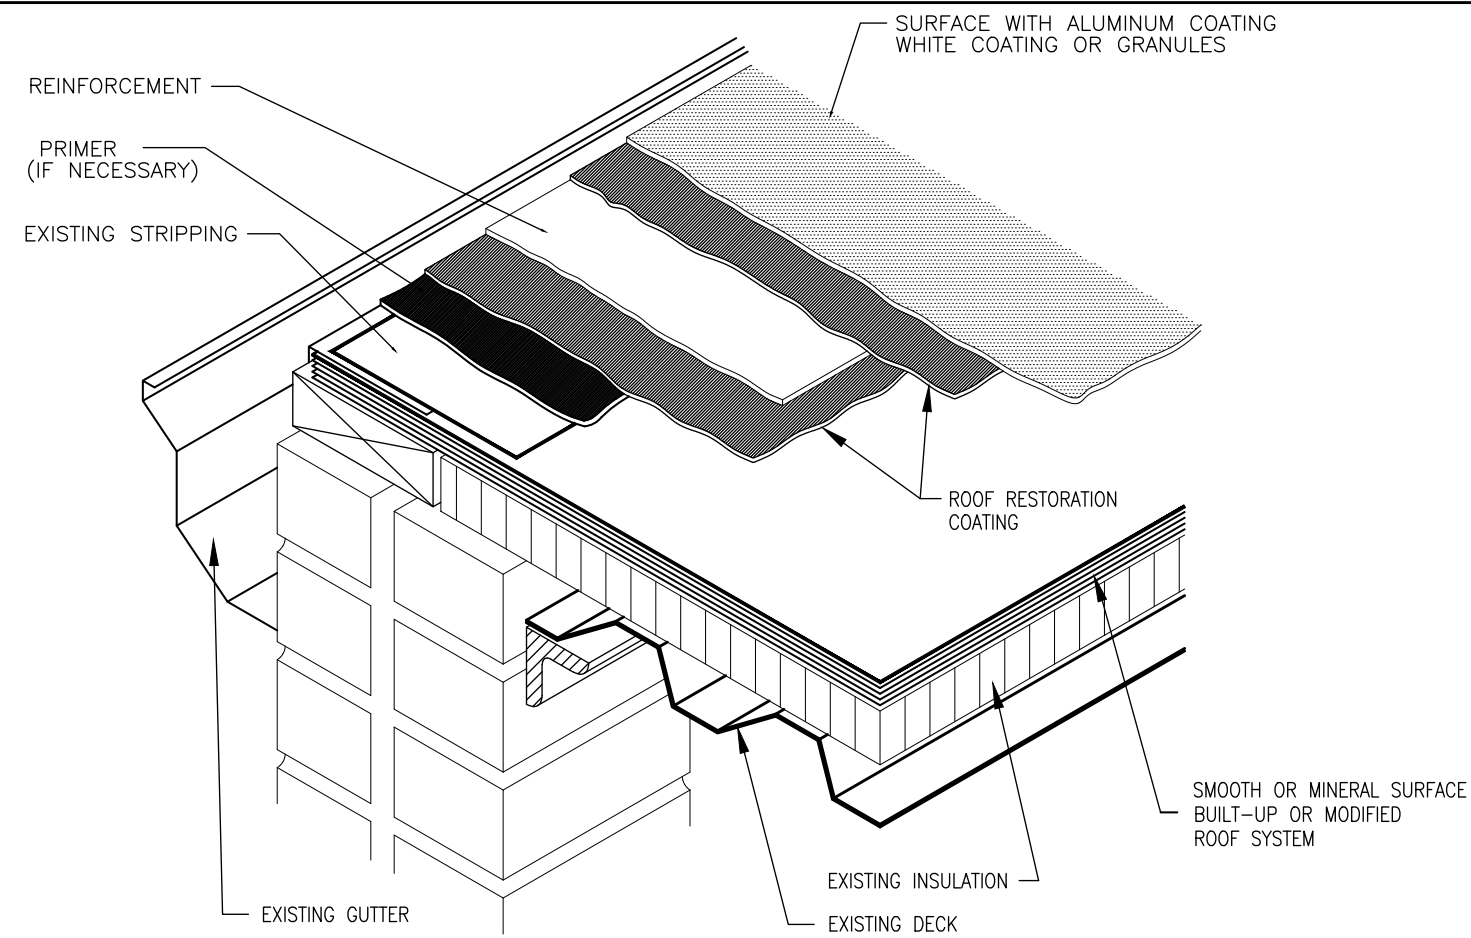 SURFACE WITH ALUMINUM COATING
WHITE COATING OR GRANULES
REINFORCEMENT
PRIMER
(IF NECESSARY)
EXISTING STRIPPING
ROOF RESTORATION
COATING
SMOOTH OR MINERAL SURFACE
BUILT-UP OR MODIFIED
ROOF SYSTEM
EXISTING INSULATION
EXISTING GUTTER
EXISTING DECK